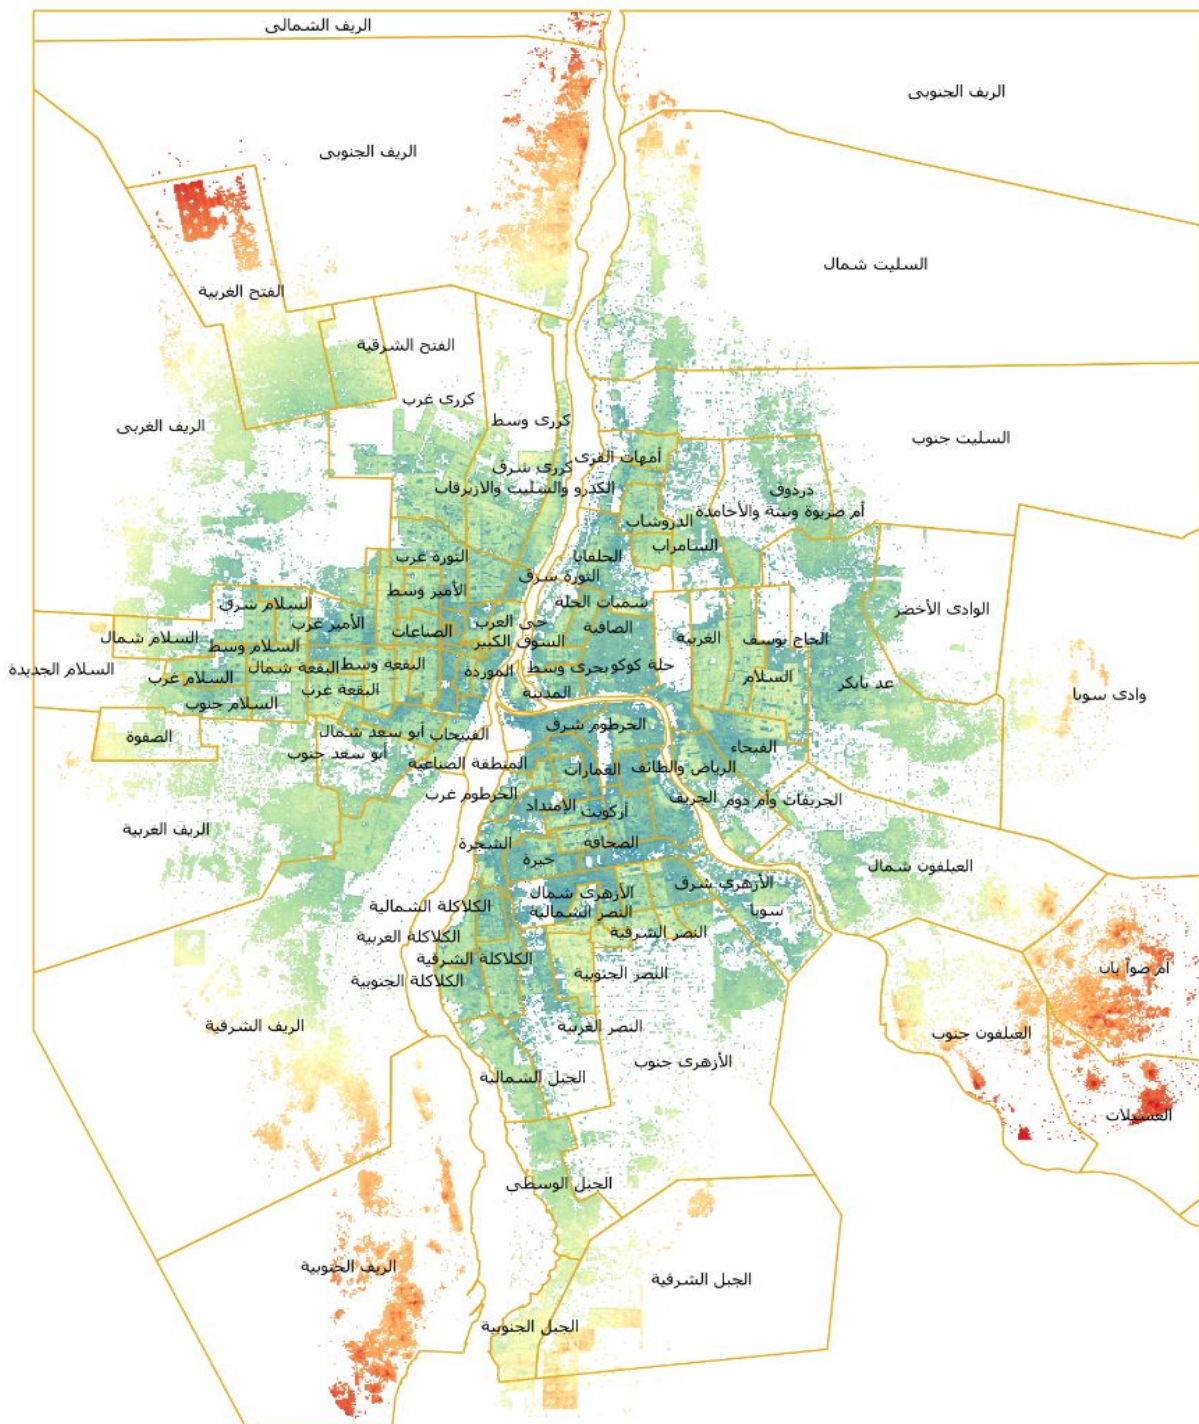 الريف الشمالى
الريف الجنوبى
الريف الجنوبى
السليت شمال
الفتح الغربية
الفتح الشرقية
كررى غرب
كررى وسط
الريف الغربى
السليت جنوب
أمهات القرى
كررى شرق
الكدرو والسليت والازيرقاب
دردوق
أم ضريوة ونبتة والأحامدة
الدروشاب
السامراب
الحلفايا
الثورة غرب
الثورة شرق
الأمير وسط
السلام شرق
شمبات الحلة
الوادى الأخضر
الأمير غرب
حى العرب
الصافية
الصناعات
السلام شمال
السلام وسط
السوق الكبير
الغربية
الحاج يوسف
السلام الجديدة
السلام غرب
البقعة شمال
البقعة وسط
الموردة
بحرى وسط
حلة كوكو
السلام
عد بابكر
وادى سوبا
السلام جنوب
البقعة غرب
المدينة
الصفوة
أبو سعد شمال
الفتيحاب
الخرطوم شرق
الفيحاء
أبو سعد جنوب
المنطقة الصناعية
العمارات
الرياض والطائف
الخرطوم غرب
الامتداد
أركويت
الجريف
الجريفات وأم دوم
الريف الغربية
الشجرة
الصحافة
جبرة
العيلفون شمال
الأزهرى شمال
الأزهرى شرق
الكلاكلة الشمالية
النصر الشمالية
سوبا
الكلاكلة الغربية
النصر الشرقية
الكلاكلة الشرقية
الكلاكلة الجنوبية
النصر الجنوبية
أم ضواً بان
الريف الشرقية
النصر الغربية
العيلفون جنوب
الأزهرى جنوب
الجبل الشمالية
العسيلات
الجبل الوسطى
الريف الجنوبية
الجبل الشرقية
الجبل الجنوبية